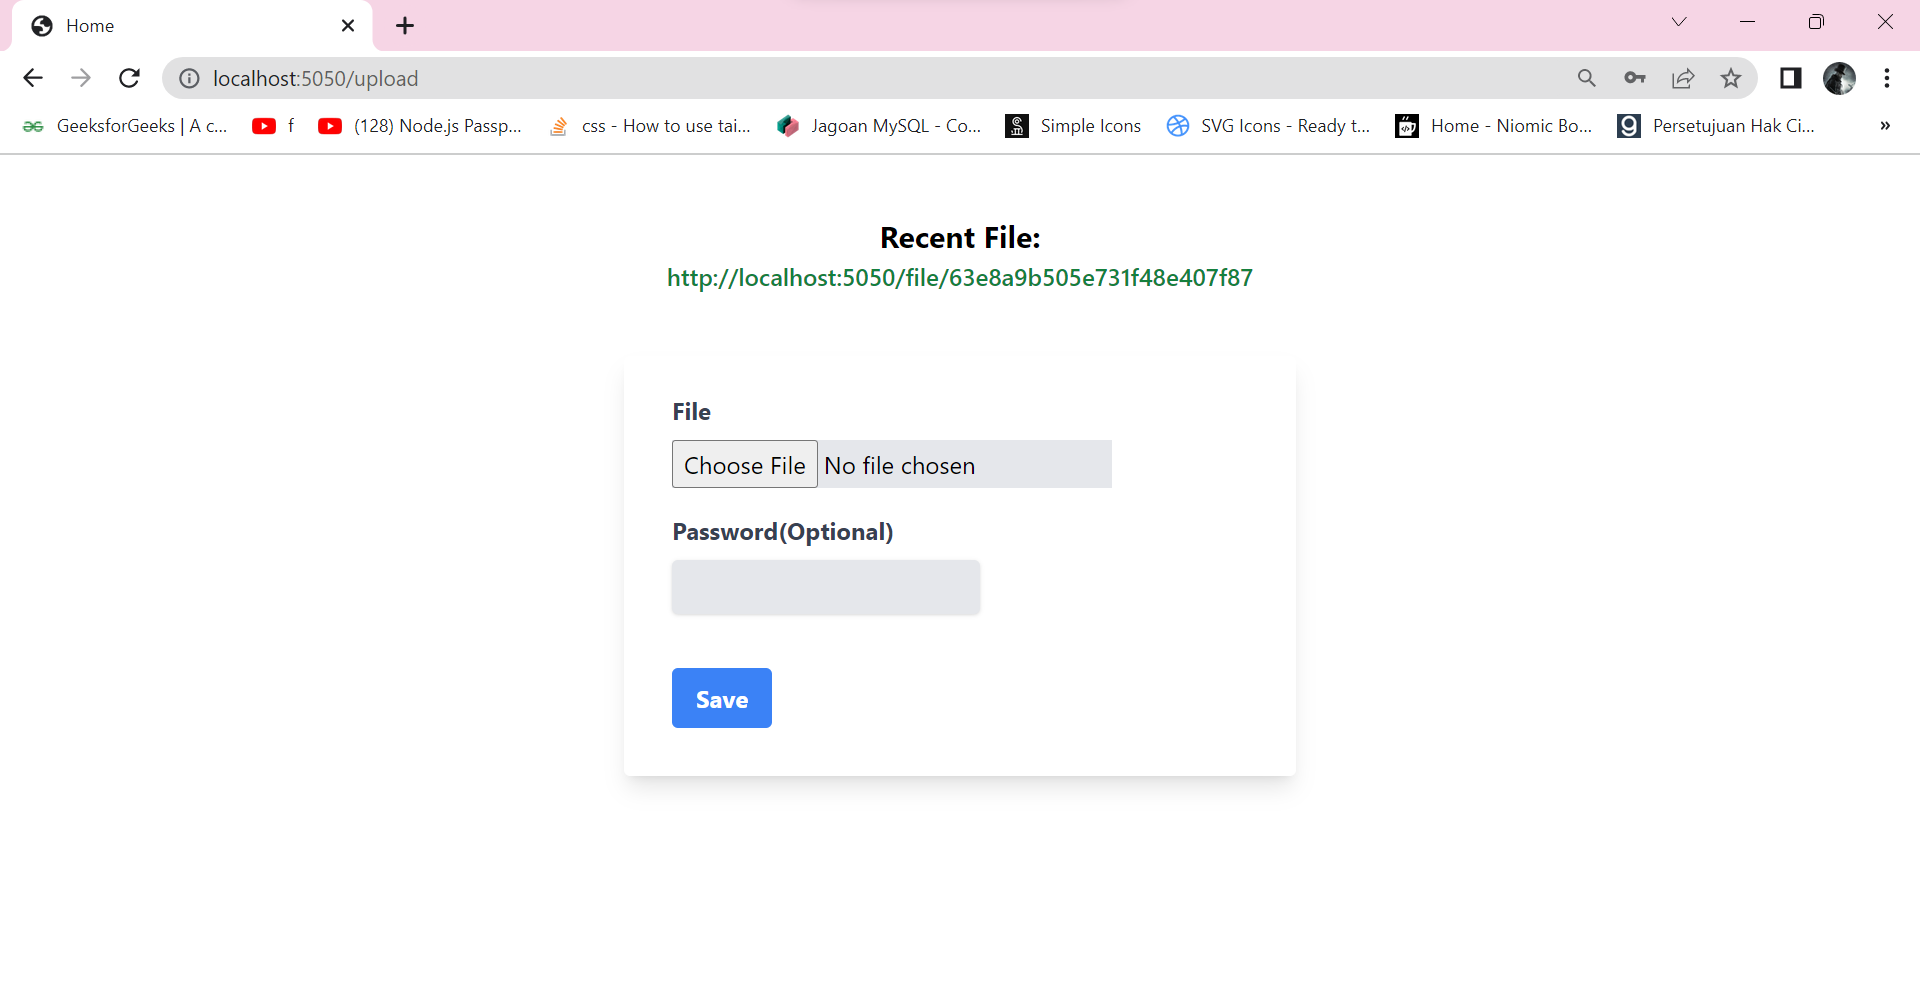 Home
localhost:5050/upload
GeeksforGeeks | A c... f (128) Node.js Passp... css - How to use tai... Jagoan MySQL - Co... Simple Icons SVG Icons - Ready t... Home - Niomic Bo... Persetujuan Hak Ci... »
Recent File:
http://localhost:5050/file/63e8a9b505e731f48e407f87
File
Choose File No file chosen
Password(Optional)
Save